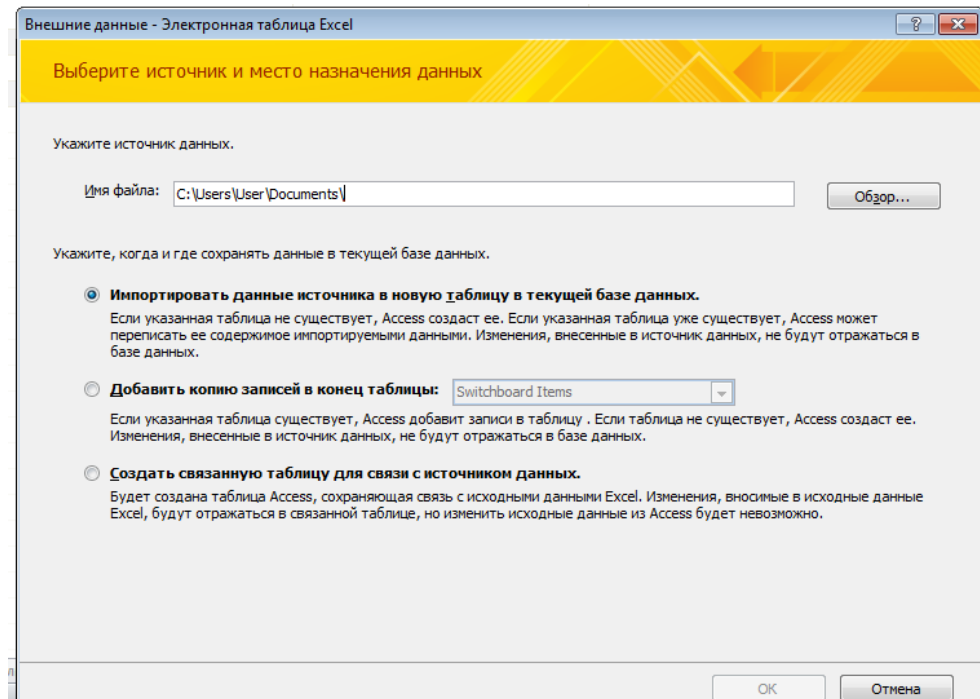 Внешние данные - Электронная таблица Excel
Выберите источник и место назначения данных
Укажите источник данных.
Имя файла: C:\Users\User\Documents\ Обзор...
Укажите, когда и где сохранять данные в текущей базе данных.
Импортировать данные источника в новую таблицу в текущей базе данных.
Если указанная таблица не существует, Access создаст ее. Если указанная таблица уже существует, Access может
переписать ее содержимое импортируемыми данными. Изменения, внесенные в источник данных, не будут отражаться в
базе данных.
Добавить копию записей в конец таблицы: Switchboard Items
Если указанная таблица существует, Access добавит записи в таблицу . Если таблица не существует, Access создаст ее.
Изменения, внесенные в источник данных, не будут отражаться в базе данных.
Создать связанную таблицу для связи с источником данных.
Будет создана таблица Access, сохраняющая связь с исходными данными Excel. Изменения, вносимые в исходные данные
Excel, будут отражаться в связанной таблице, но изменить исходные данные из Access будет невозможно.
ОК Отмена